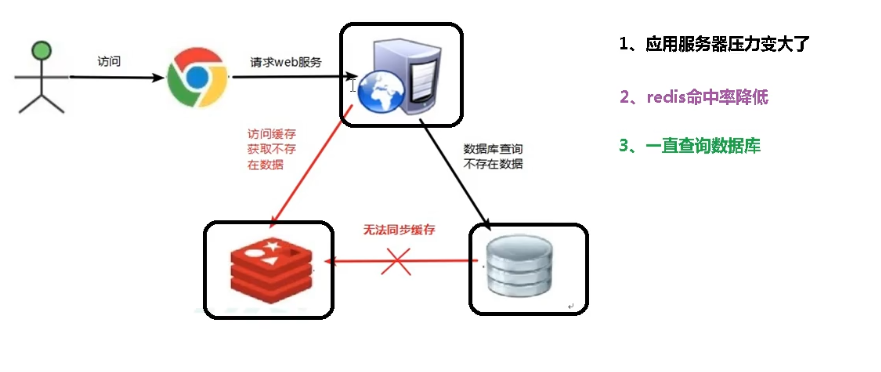 访问
请求web服务
1、应用服务器压力变大了
2、redis命中率降低
3、一直查询数据库
访问缓存
获取不存
在数据
数据库查询
不存在数据
无法同步缓存